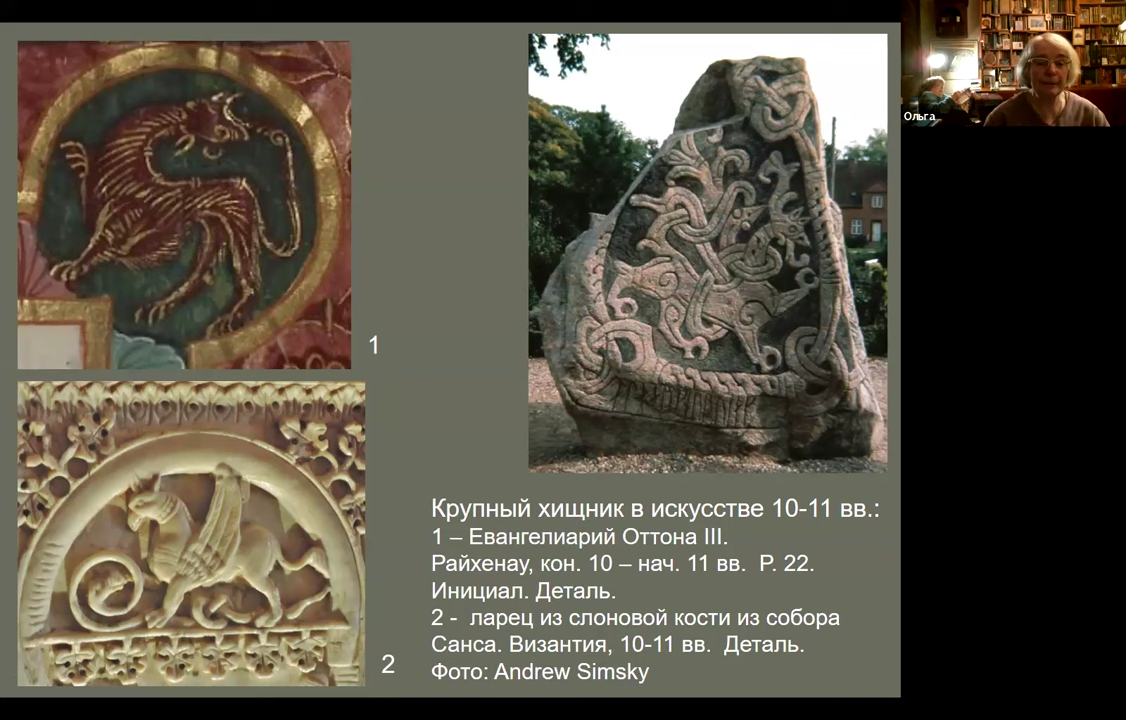 Ольга
1
2
Крупный хищник в искусстве 10-11 вв.:
1 – Евангелиарий Оттона III.
Райхенау, кон. 10 – нач. 11 вв. P. 22.
Инициал. Деталь.
2 - ларец из слоновой кости из собора
Санса. Византия, 10-11 вв. Деталь.
Фото: Andrew Simsky